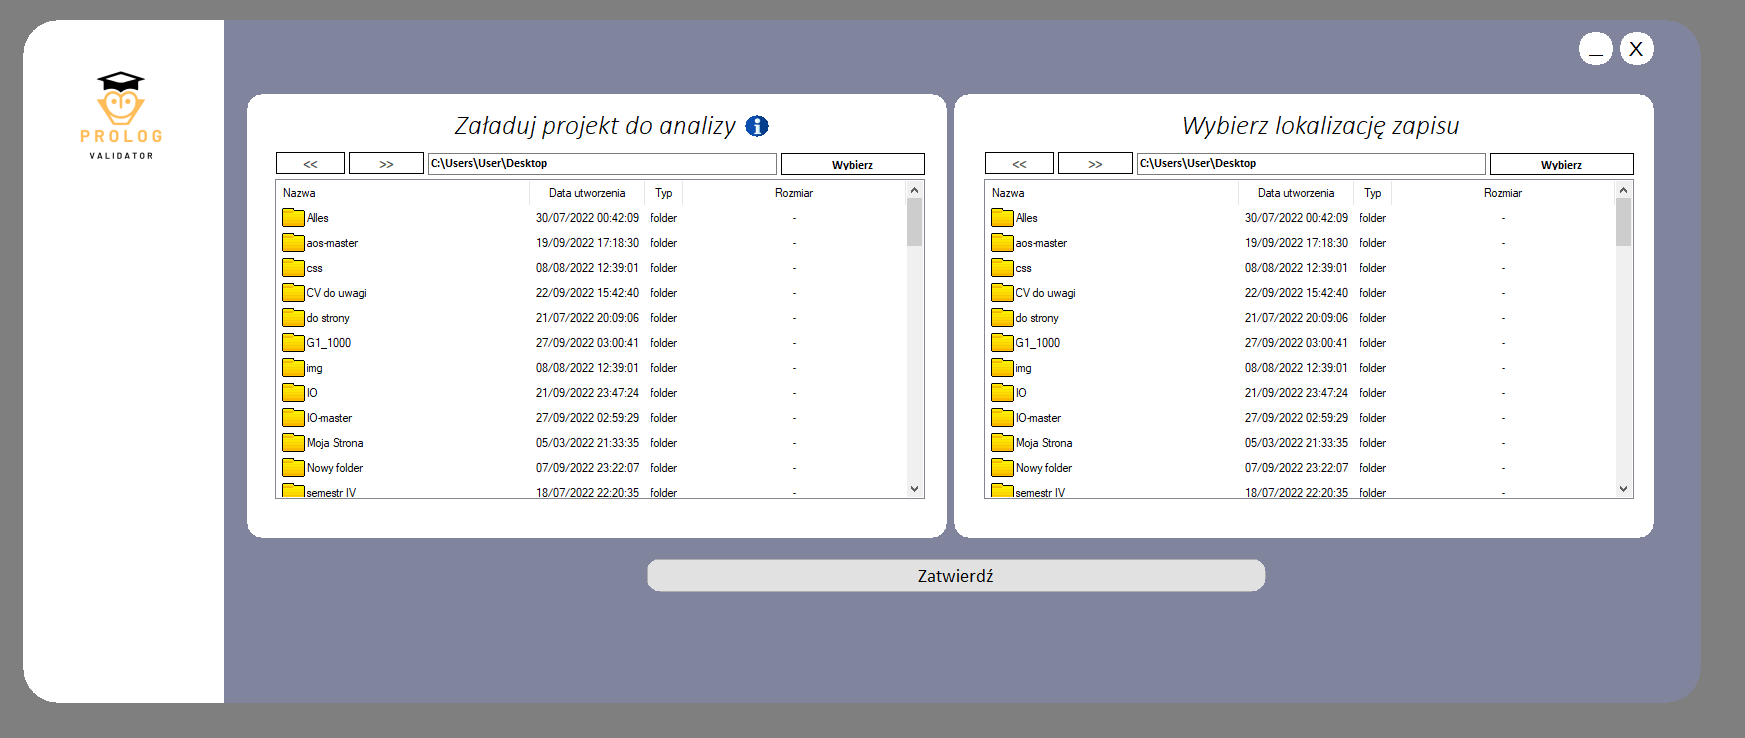 _ X
PROLOG
VALIDATOR
Załaduj projekt do analizy i
<< >> C:\Users\User\Desktop Wybierz
Nazwa Data utworzenia Typ Rozmiar
Alles 30/07/2022 00:42:09 folder -
aos-master 19/09/2022 17:18:30 folder -
css 08/08/2022 12:39:01 folder -
CV do uwagi 22/09/2022 15:42:40 folder -
do strony 21/07/2022 20:09:06 folder -
G1_1000 27/09/2022 03:00:41 folder -
img 08/08/2022 12:39:01 folder -
IO 21/09/2022 23:47:24 folder -
IO-master 27/09/2022 02:59:29 folder -
Moja Strona 05/03/2022 21:33:35 folder -
Nowy folder 07/09/2022 23:22:07 folder -
semestr IV 18/07/2022 22:20:35 folder -
Wybierz lokalizację zapisu
<< >> C:\Users\User\Desktop Wybierz
Nazwa Data utworzenia Typ Rozmiar
Alles 30/07/2022 00:42:09 folder -
aos-master 19/09/2022 17:18:30 folder -
css 08/08/2022 12:39:01 folder -
CV do uwagi 22/09/2022 15:42:40 folder -
do strony 21/07/2022 20:09:06 folder -
G1_1000 27/09/2022 03:00:41 folder -
img 08/08/2022 12:39:01 folder -
IO 21/09/2022 23:47:24 folder -
IO-master 27/09/2022 02:59:29 folder -
Moja Strona 05/03/2022 21:33:35 folder -
Nowy folder 07/09/2022 23:22:07 folder -
semestr IV 18/07/2022 22:20:35 folder -
Zatwierdź